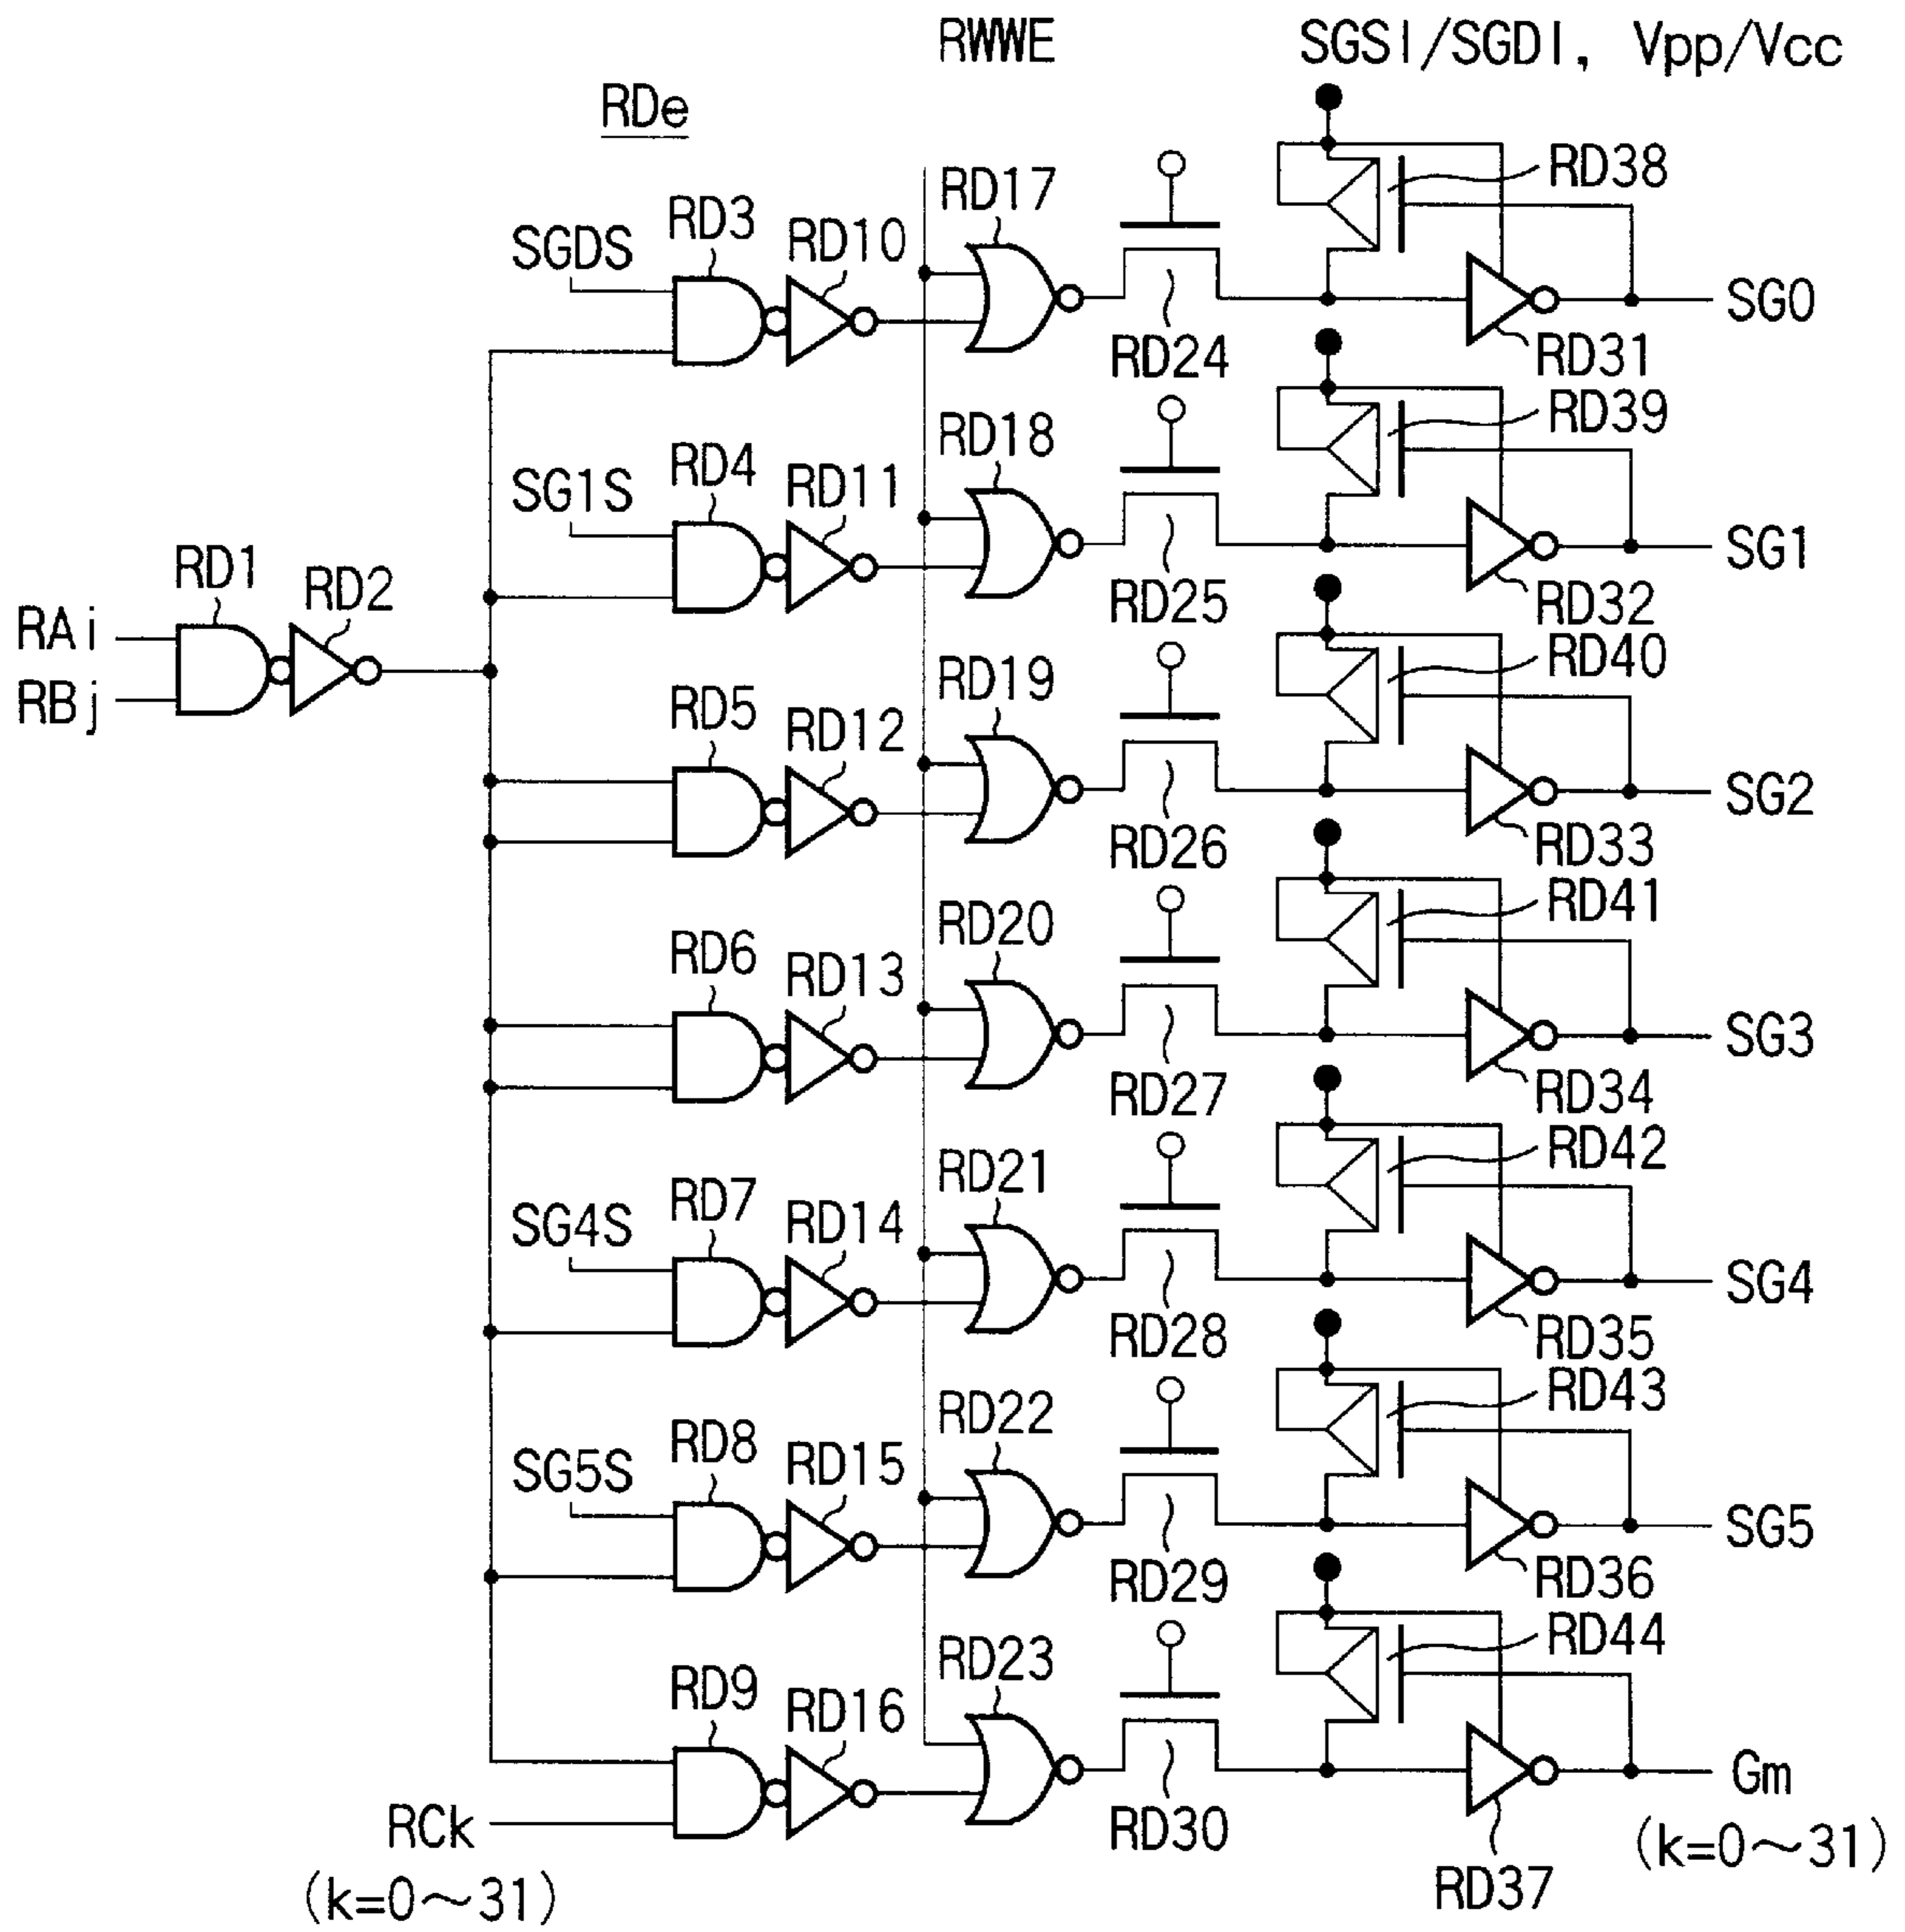 RWWE
SGSI/SGDI, Vpp/Vcc
RDe
RD17
RD38
RD3
SGDS
RD10
SG0
RD24
RD31
RD39
RD18
RD4
SG1S
RD11
SG1
RD1
RD2
RD25
RD32
RAi
RD40
RBj
RD19
RD5
RD12
SG2
RD26
RD33
RD41
RD20
RD6
RD13
SG3
RD27
RD34
RD42
RD21
RD7
SG4S
RD14
SG4
RD28
RD35
RD43
RD22
RD8
SG5S
RD15
SG5
RD29
RD36
RD44
RD23
RD9
RD16
Gm
RCk
RD30
(k=0~31)
RD37
(k=0~31)